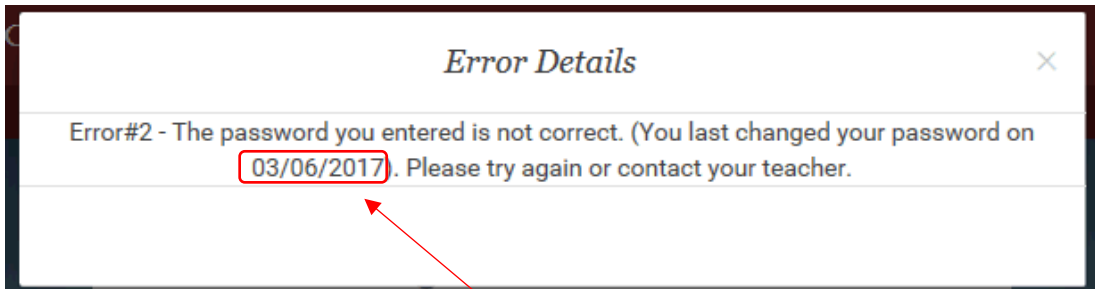 Error Details
Error#2 - The password you entered is not correct. (You last changed your password on
03/06/2017). Please try again or contact your teacher.